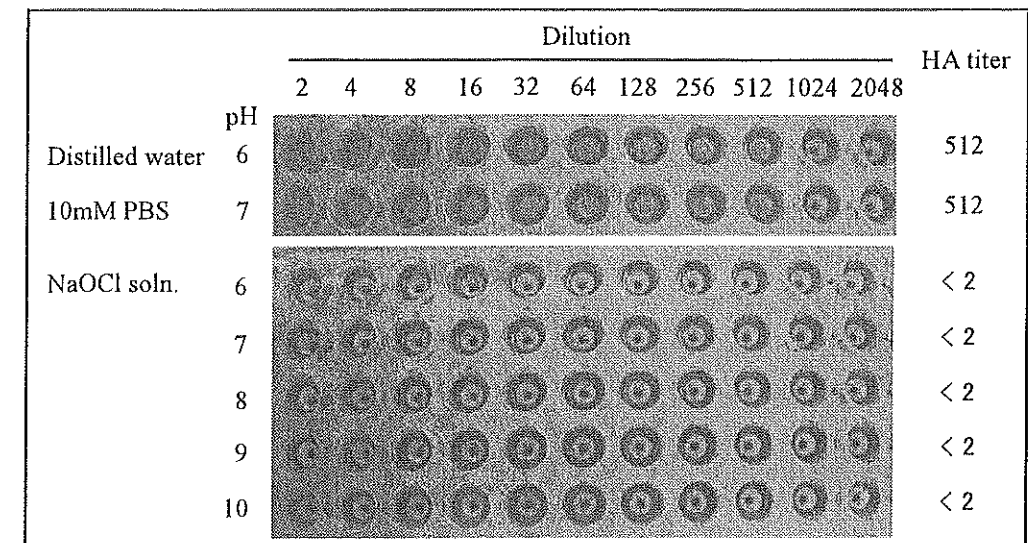 Dilution
HA titer
2 4 8 16 32 64 128 256 512 1024 2048
pH
Distilled water 6 512
10mM PBS 7 512
NaOCl soln. 6 < 2
7 < 2
8 < 2
9 < 2
10 < 2